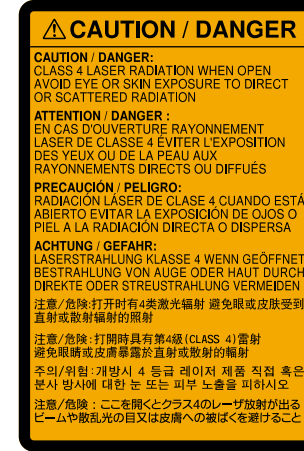 ⚠ CAUTION / DANGER
CAUTION / DANGER:
CLASS 4 LASER RADIATION WHEN OPEN
AVOID EYE OR SKIN EXPOSURE TO DIRECT
OR SCATTERED RADIATION
ATTENTION / DANGER :
EN CAS D'OUVERTURE RAYONNEMENT
LASER DE CLASSE 4 ÉVITER L'EXPOSITION
DES YEUX OU DE LA PEAU AUX
RAYONNEMENTS DIRECTS OU DIFFUÉS
PRECAUCIÓN / PELIGRO:
RADIACIÓN LÁSER DE CLASE 4 CUANDO ESTÁ
ABIERTO EVITAR LA EXPOSICIÓN DE OJOS O
PIEL A LA RADIACIÓN DIRECTA O DISPERSA
ACHTUNG / GEFAHR:
LASERSTRAHLUNG KLASSE 4 WENN GEÖFFNET
BESTRAHLUNG VON AUGE ODER HAUT DURCH
DIREKTE ODER STREUSTRAHLUNG VERMEIDEN
注意/危险:打开时有4类激光辐射 避免眼或皮肤受到
直射或散射辐射的照射
注意/危險:打開時具有第4級(CLASS 4)雷射
避免眼睛或皮膚暴露於直射或散射的輻射
주의/위험:개방시 4 등급 레이저 제품 직접 혹은
분사 방사에 대한 눈 또는 피부 노출을 피하시오
注意/危険：ここを開くとクラス4のレーザ放射が出る
ビームや散乱光の目又は皮膚への被ばくを避けること